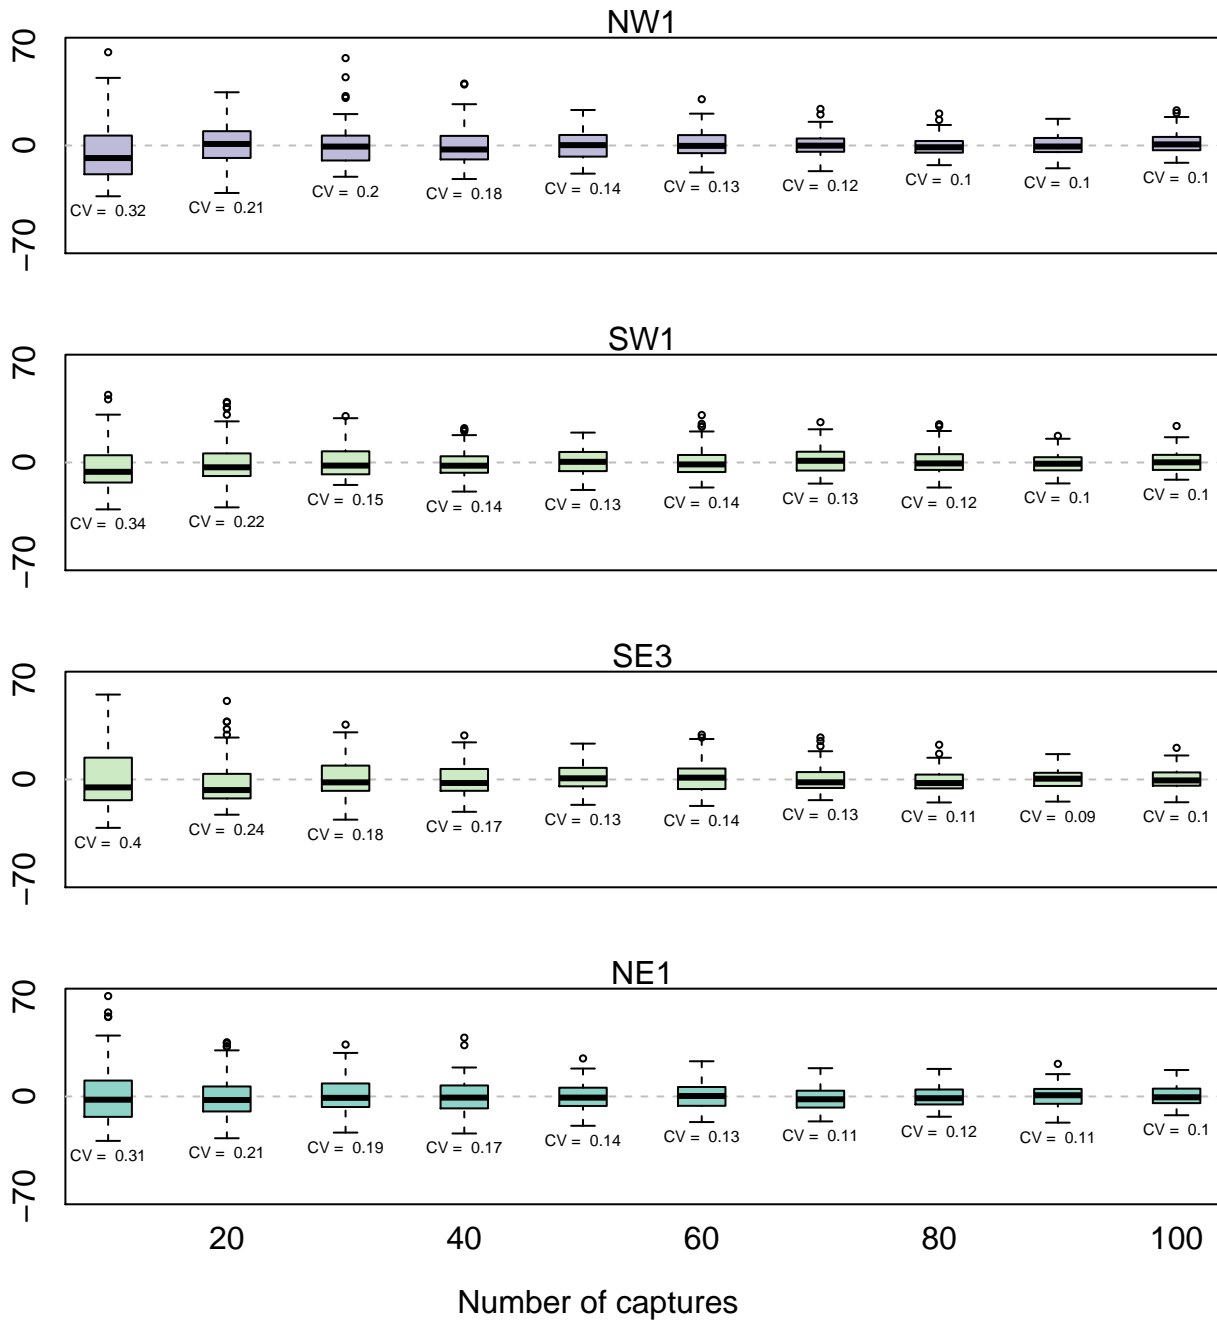 NW1
70
0
−70
CV = 0.32
CV = 0.21
CV = 0.2
CV = 0.18
CV = 0.14
CV = 0.13
CV = 0.12
CV = 0.1
CV = 0.1
CV = 0.1
SW1
70
0
−70
CV = 0.34
CV = 0.22
CV = 0.15
CV = 0.14
CV = 0.13
CV = 0.14
CV = 0.13
CV = 0.12
CV = 0.1
CV = 0.1
SE3
70
0
−70
CV = 0.4
CV = 0.24
CV = 0.18
CV = 0.17
CV = 0.13
CV = 0.14
CV = 0.13
CV = 0.11
CV = 0.09
CV = 0.1
NE1
70
0
−70
CV = 0.31
CV = 0.21
CV = 0.19
CV = 0.17
CV = 0.14
CV = 0.13
CV = 0.11
CV = 0.12
CV = 0.11
CV = 0.1
20 40 60 80 100
Number of captures